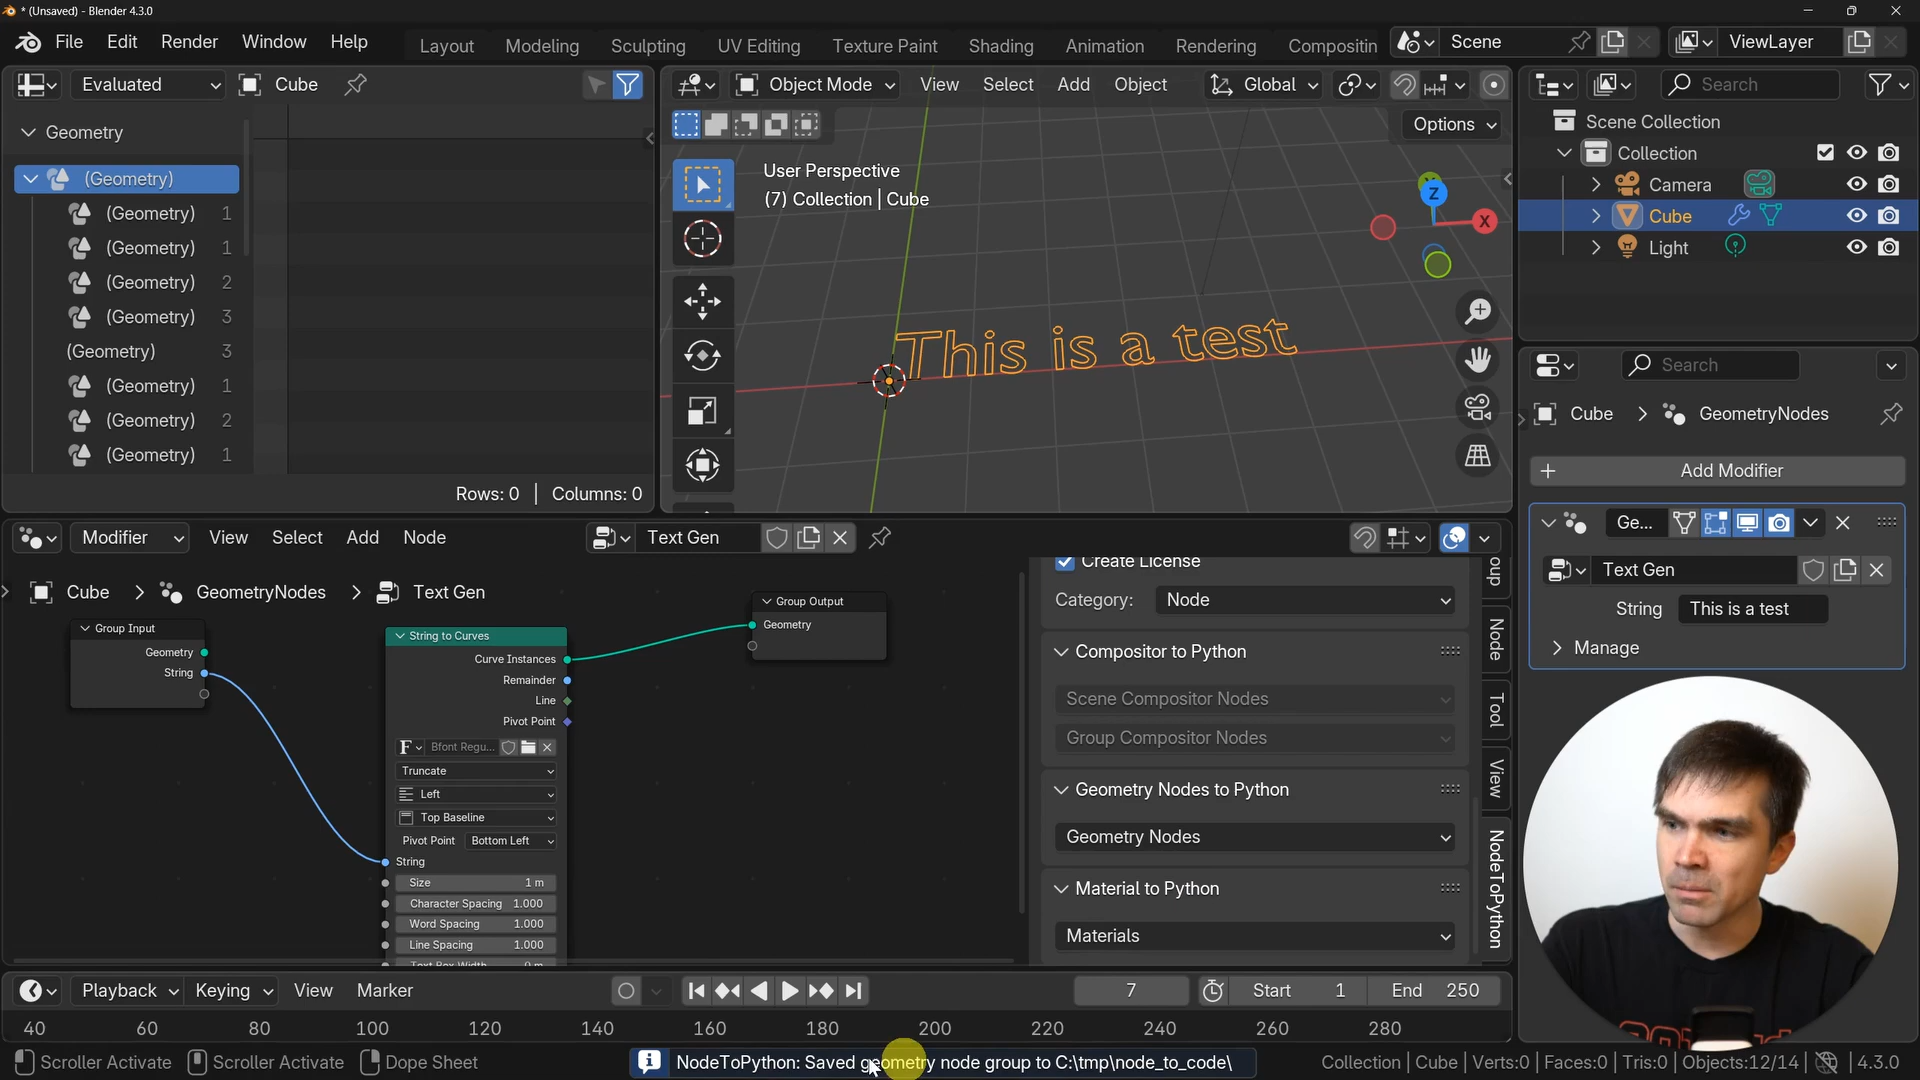 * (Unsaved) - Blender 4.3.0
File Edit Render Window Help
Layout Modeling Sculpting UV Editing Texture Paint Shading Animation Rendering Compositin
Scene
ViewLayer
Evaluated
Cube
Geometry
(Geometry)
(Geometry) 1
(Geometry) 1
(Geometry) 2
(Geometry) 3
(Geometry) 3
(Geometry) 1
(Geometry) 2
(Geometry) 1
Rows: 0 | Columns: 0
Object Mode View Select Add Object Global
Options
User Perspective
(7) Collection | Cube
Z
X
This is a test
Search
Scene Collection
Collection
Camera
Cube
Light
Search
Cube > GeometryNodes
+ Add Modifier
Ge...
Text Gen
String This is a test
Manage
Modifier View Select Add Node
Text Gen
Cube > GeometryNodes > Text Gen
Group Input
Geometry
String
String to Curves
Curve Instances
Remainder
Line
Pivot Point
F Bfont Regu...
Truncate
Left
Top Baseline
Pivot Point Bottom Left
String
Size 1 m
Character Spacing 1.000
Word Spacing 1.000
Line Spacing 1.000
Group Output
Geometry
Create License
Category: Node
Compositor to Python
Scene Compositor Nodes
Group Compositor Nodes
Geometry Nodes to Python
Geometry Nodes
Material to Python
Materials
oup
Node
Tool
View
NodeToPython
Playback Keying View Marker
7
Start 1
End 250
40 60 80 100 120 140 160 180 200 220 240 260 280
Scroller Activate Scroller Activate Dope Sheet
NodeToPython: Saved geometry node group to C:\tmp\node_to_code\
Collection | Cube | Verts:0 | Faces:0 | Tris:0 | Objects:12/14 | 4.3.0